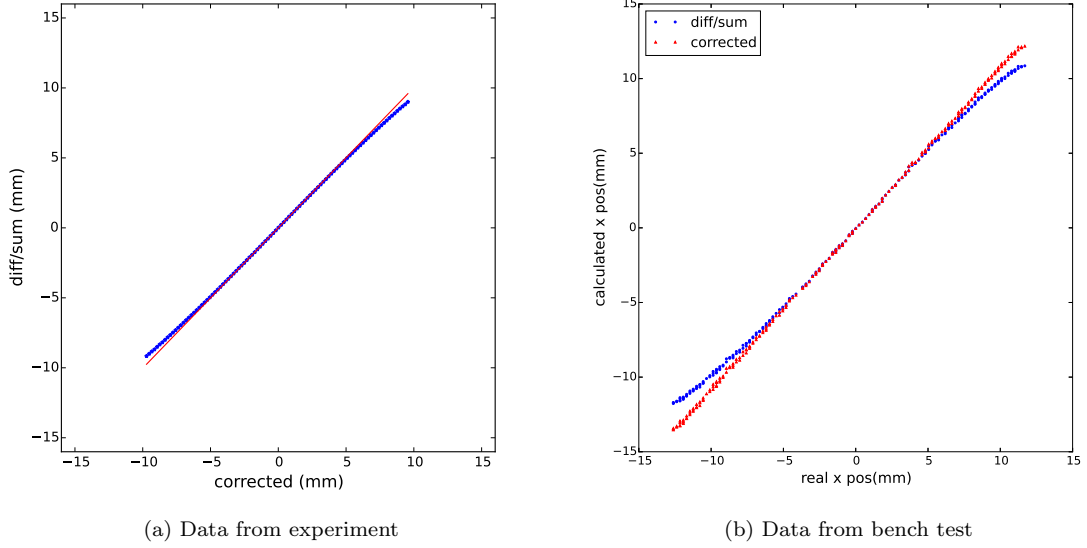 15
10
5
0
−5
−10
−15
diff/sum (mm)
−15 −10 −5 0 5 10 15
corrected (mm)
(a) Data from experiment
15
10
5
0
−5
−10
−15
calculated x pos(mm)
diff/sum
corrected
−15 −10 −5 0 5 10 15
real x pos(mm)
(b) Data from bench test